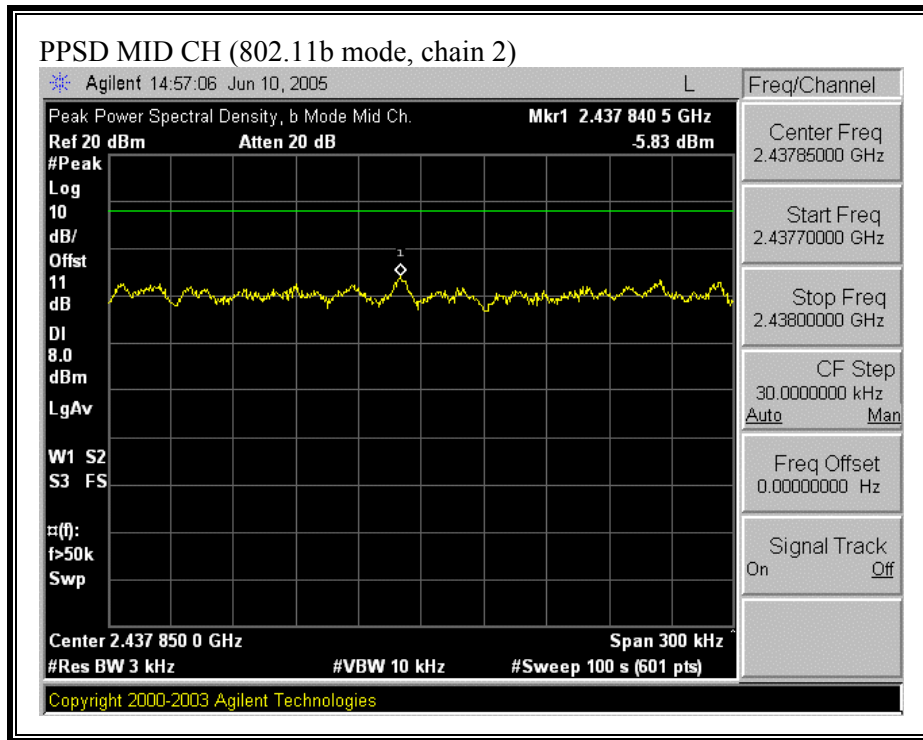 PPSD MID CH (802.11b mode, chain 2)
Agilent 14:57:06 Jun 10, 2005 L
Peak Power Spectral Density, b Mode Mid Ch. Mkr1 2.437 840 5 GHz
Ref 20 dBm Atten 20 dB -5.83 dBm
#Peak
Log
10
dB/
Offst
11
dB
DI
8.0
dBm
LgAv
W1 S2
S3 FS
¤(f):
f>50k
Swp
1
Center 2.437 850 0 GHz Span 300 kHz ^
#Res BW 3 kHz #VBW 10 kHz #Sweep 100 s (601 pts)
Copyright 2000-2003 Agilent Technologies
Freq/Channel
Center Freq
2.43785000 GHz
Start Freq
2.43770000 GHz
Stop Freq
2.43800000 GHz
CF Step
30.0000000 kHz
Auto Man
Freq Offset
0.00000000 Hz
Signal Track
On Off